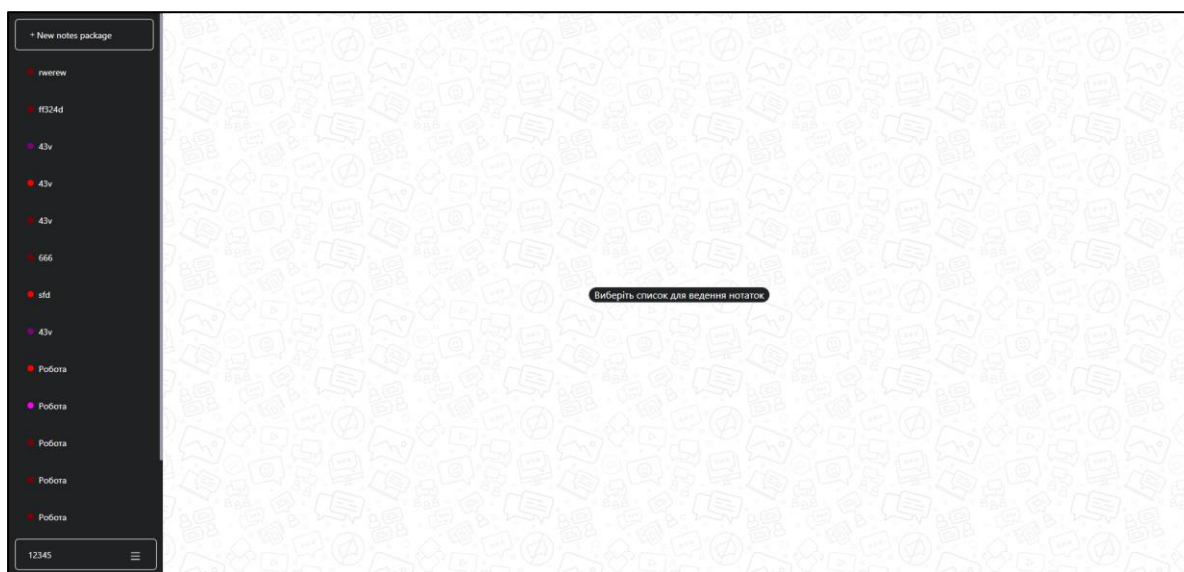 + New notes package
rwerew
ff324d
43v
43v
43v
666
sfd
43v
Робота
Робота
Робота
Робота
Робота
12345
Виберіть список для ведення нотаток